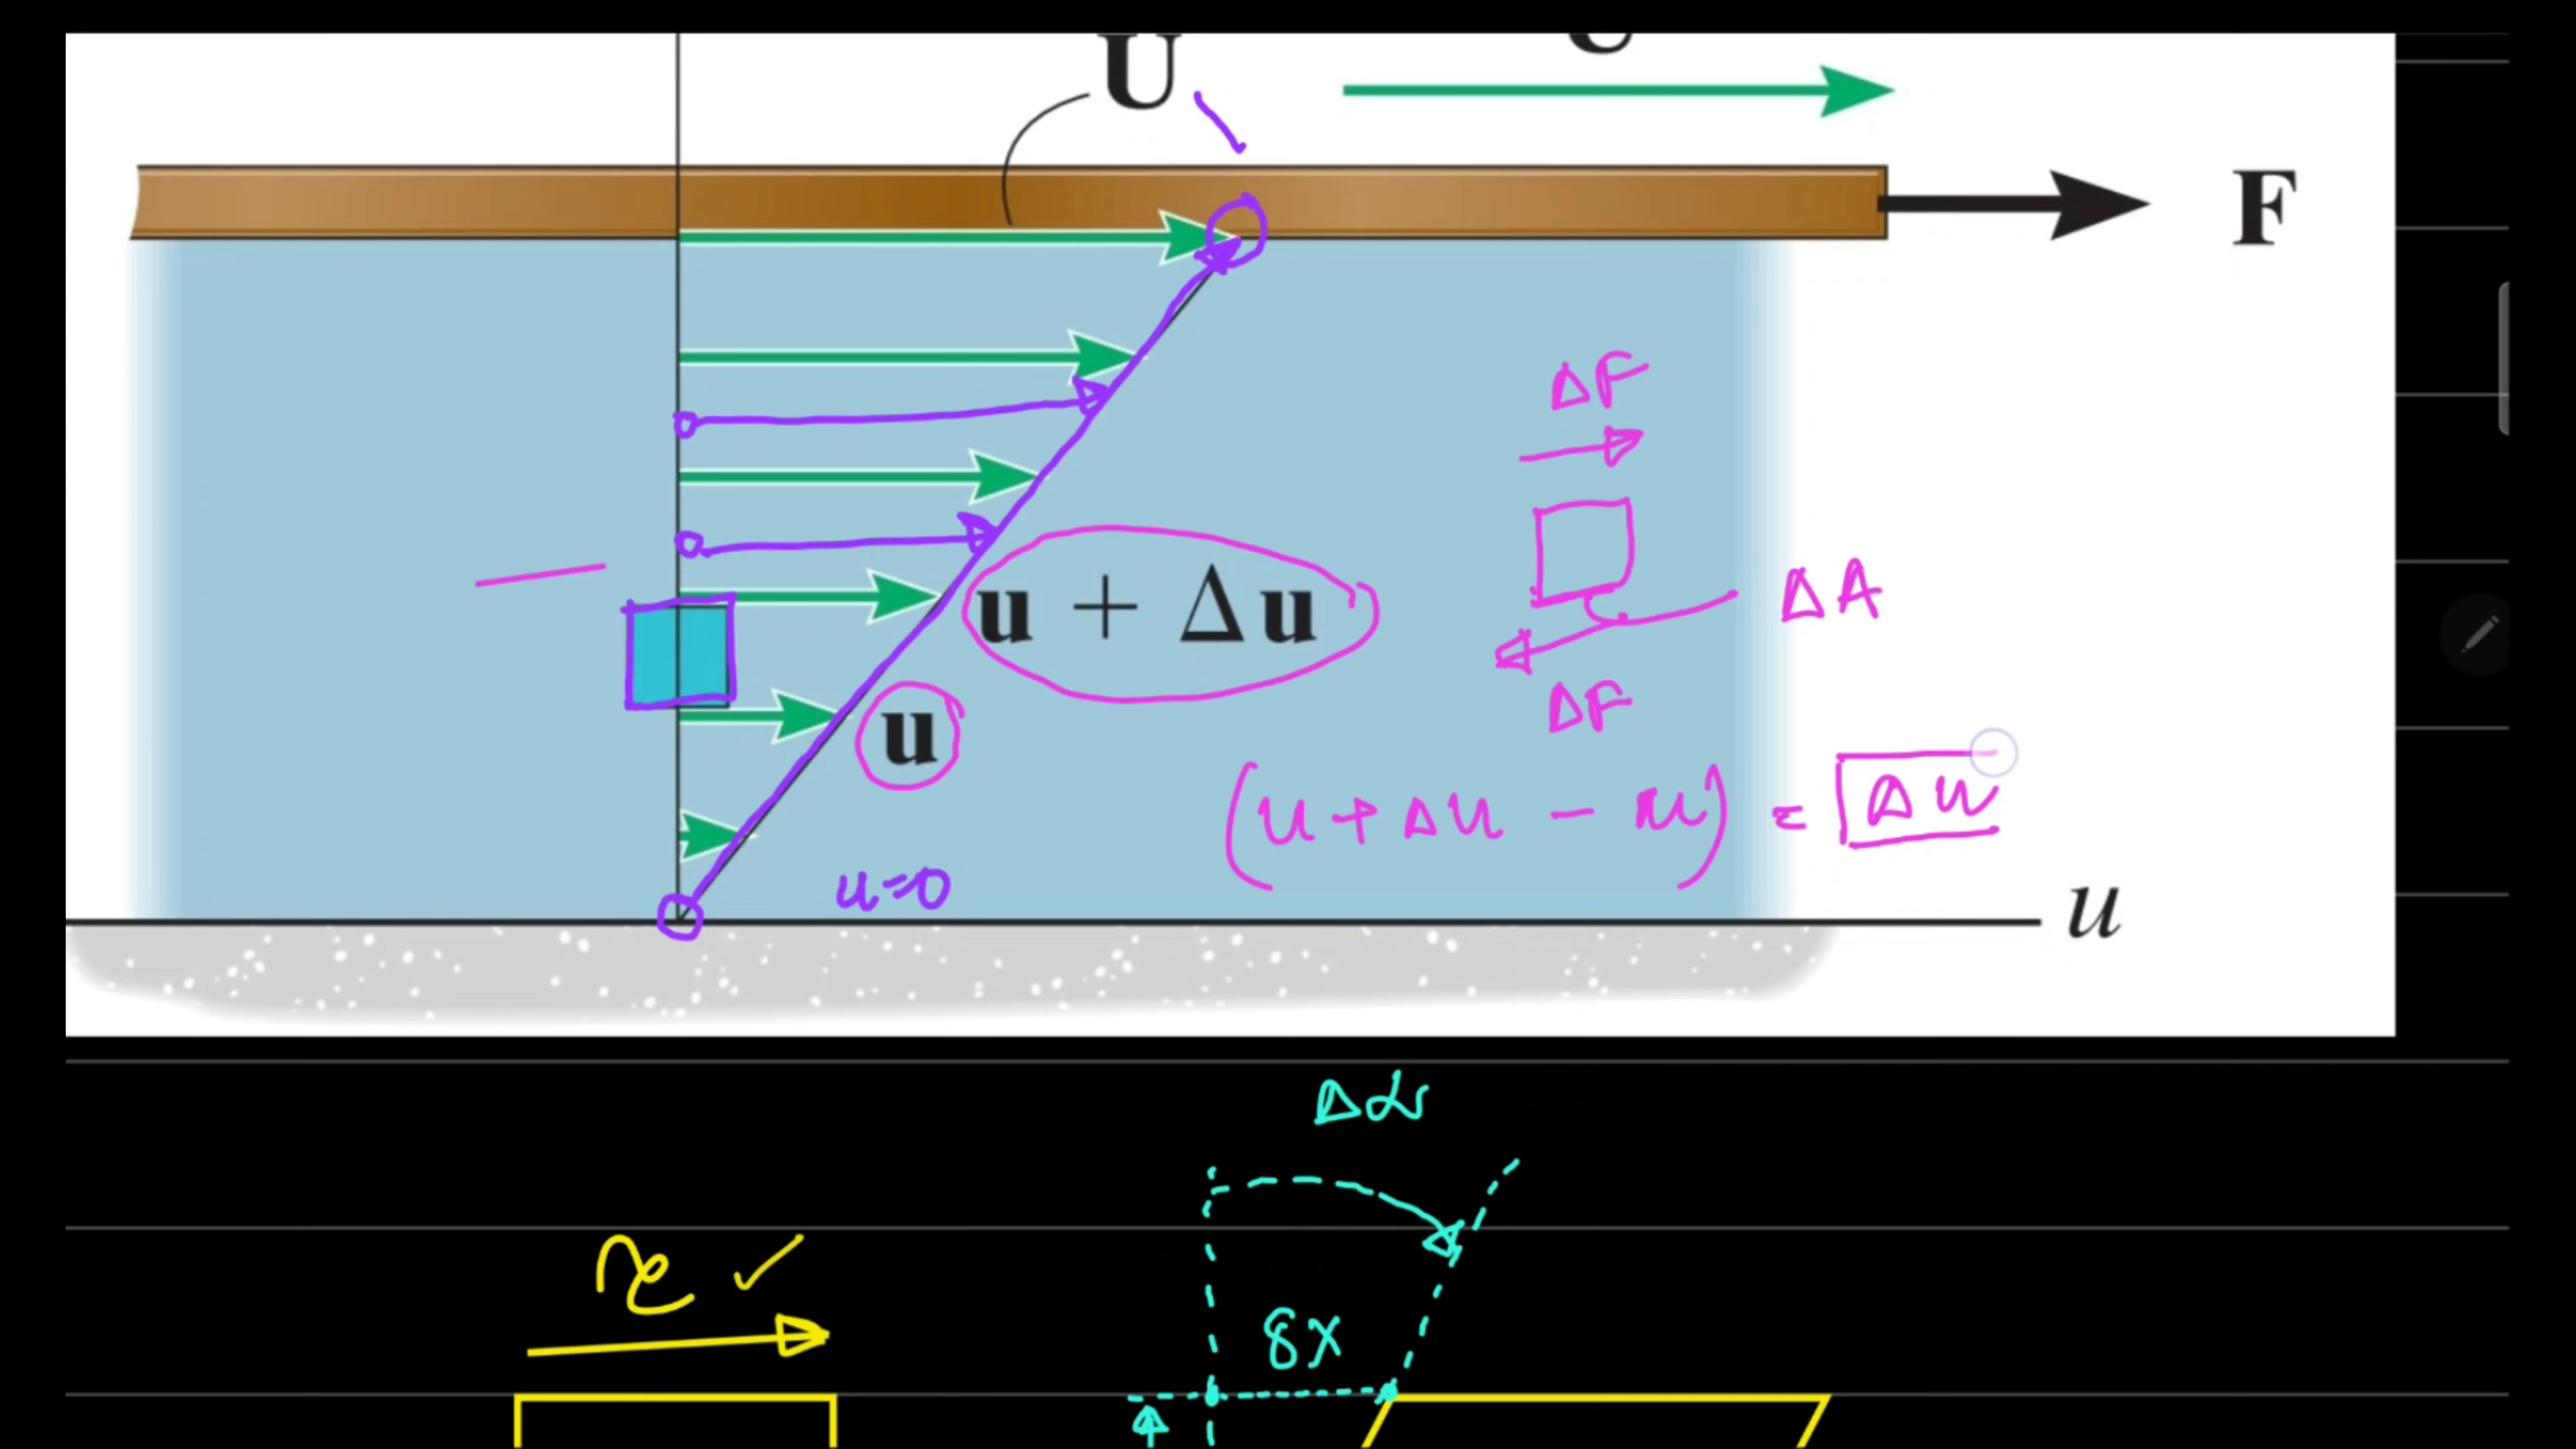 U
F
ΔF
u + Δu
ΔA
u
ΔF
(u + Δu - u) = Δu
u=0
u
Δα
τ ✓
δx